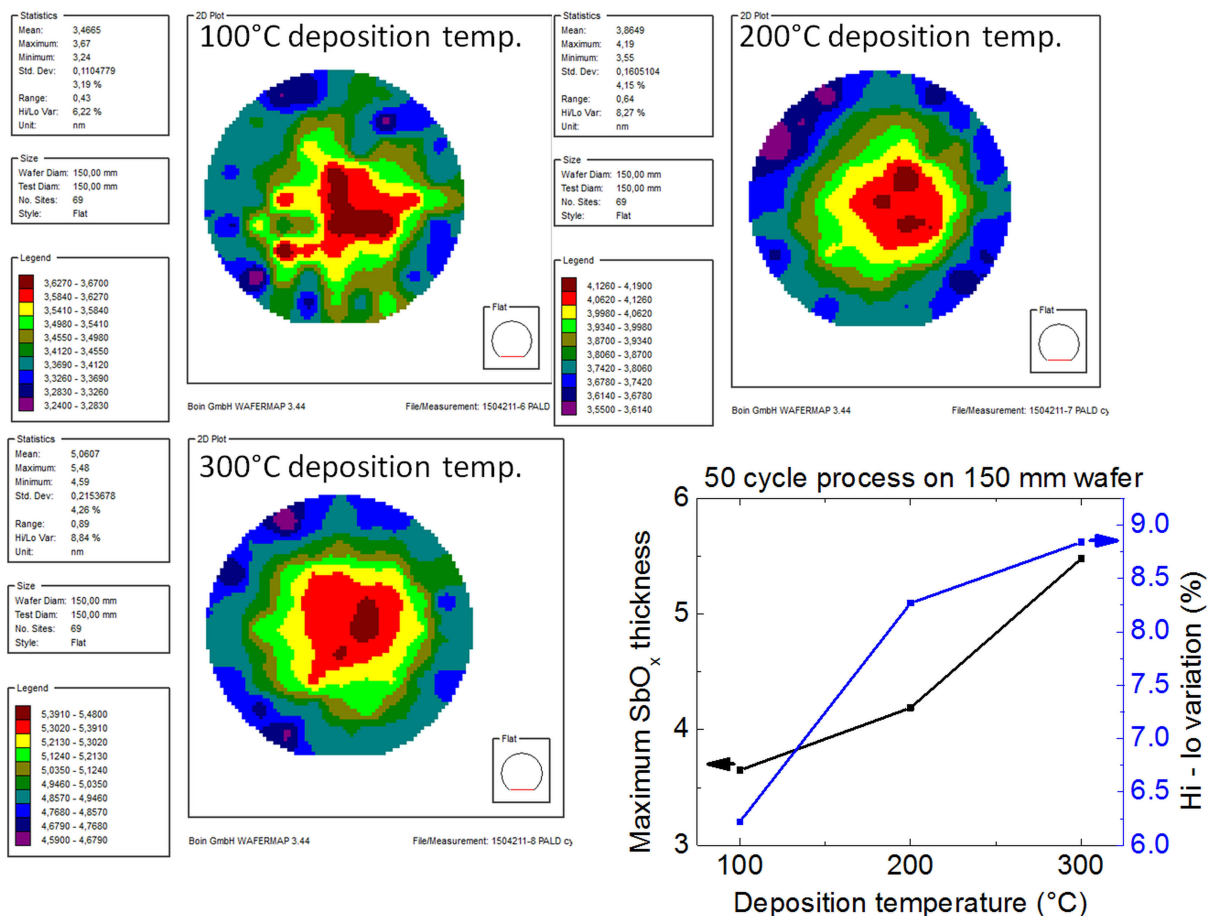 Statistics
Mean: 3,4665
Maximum: 3,67
Minimum: 3,24
Std. Dev: 0,1104779
3,19 %
Range: 0,43
Hi/Lo Var: 6,22 %
Unit: nm
Size
Wafer Diam: 150,00 mm
Test Diam: 150,00 mm
No. Sites: 69
Style: Flat
Legend
3,6270 - 3,6700
3,5840 - 3,6270
3,5410 - 3,5840
3,4980 - 3,5410
3,4550 - 3,4980
3,4120 - 3,4550
3,3690 - 3,4120
3,3260 - 3,3690
3,2830 - 3,3260
3,2400 - 3,2830
2D Plot
100°C deposition temp.
Flat
Boin GmbH WAFERMAP 3.44
File/Measurement: 1504211-6 PALD
Statistics
Mean: 3,8649
Maximum: 4,19
Minimum: 3,55
Std. Dev: 0,1605104
4,15 %
Range: 0,64
Hi/Lo Var: 8,27 %
Unit: nm
Size
Wafer Diam: 150,00 mm
Test Diam: 150,00 mm
No. Sites: 69
Style: Flat
Legend
4,1260 - 4,1900
4,0620 - 4,1260
3,9980 - 4,0620
3,9340 - 3,9980
3,8700 - 3,9340
3,8060 - 3,8700
3,7420 - 3,8060
3,6780 - 3,7420
3,6140 - 3,6780
3,5500 - 3,6140
2D Plot
200°C deposition temp.
Flat
Boin GmbH WAFERMAP 3.44
File/Measurement: 1504211-7 PALD cy
Statistics
Mean: 5,0607
Maximum: 5,48
Minimum: 4,59
Std. Dev: 0,2153678
4,26 %
Range: 0,89
Hi/Lo Var: 8,84 %
Unit: nm
Size
Wafer Diam: 150,00 mm
Test Diam: 150,00 mm
No. Sites: 69
Style: Flat
Legend
5,3910 - 5,4800
5,3020 - 5,3910
5,2130 - 5,3020
5,1240 - 5,2130
5,0350 - 5,1240
4,9460 - 5,0350
4,8570 - 4,9460
4,7680 - 4,8570
4,6790 - 4,7680
4,5900 - 4,6790
2D Plot
300°C deposition temp.
Flat
Boin GmbH WAFERMAP 3.44
File/Measurement: 1504211-8 PALD cy
50 cycle process on 150 mm wafer
Maximum SbOx thickness
6
5
4
3
100
200
300
Deposition temperature (°C)
9.0
8.5
8.0
7.5
7.0
6.5
6.0
Hi - lo variation (%)